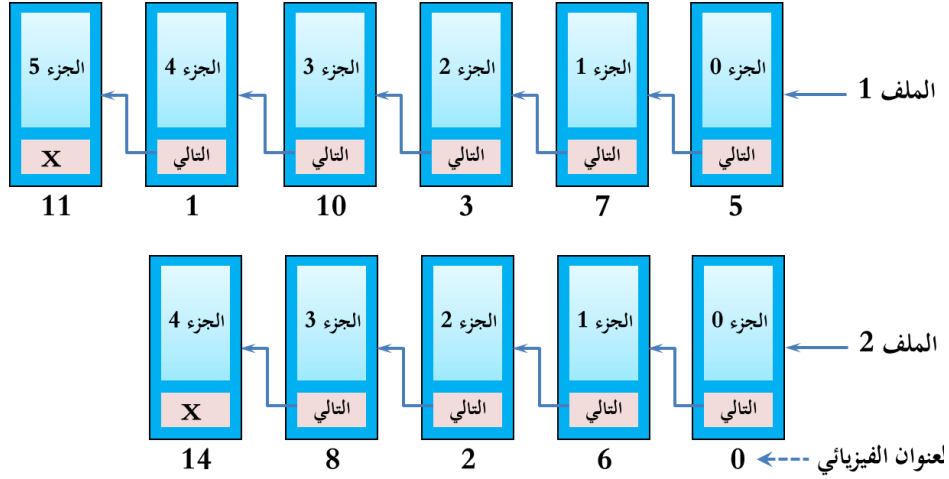 الملف 1
الجزء 0 الجزء 1 الجزء 2 الجزء 3 الجزء 4 الجزء 5
التالي التالي التالي التالي التالي X
5 7 3 10 1 11
الملف 2
الجزء 0 الجزء 1 الجزء 2 الجزء 3 الجزء 4
التالي التالي التالي التالي X
لعنوان الفيزيائي 0 6 2 8 14